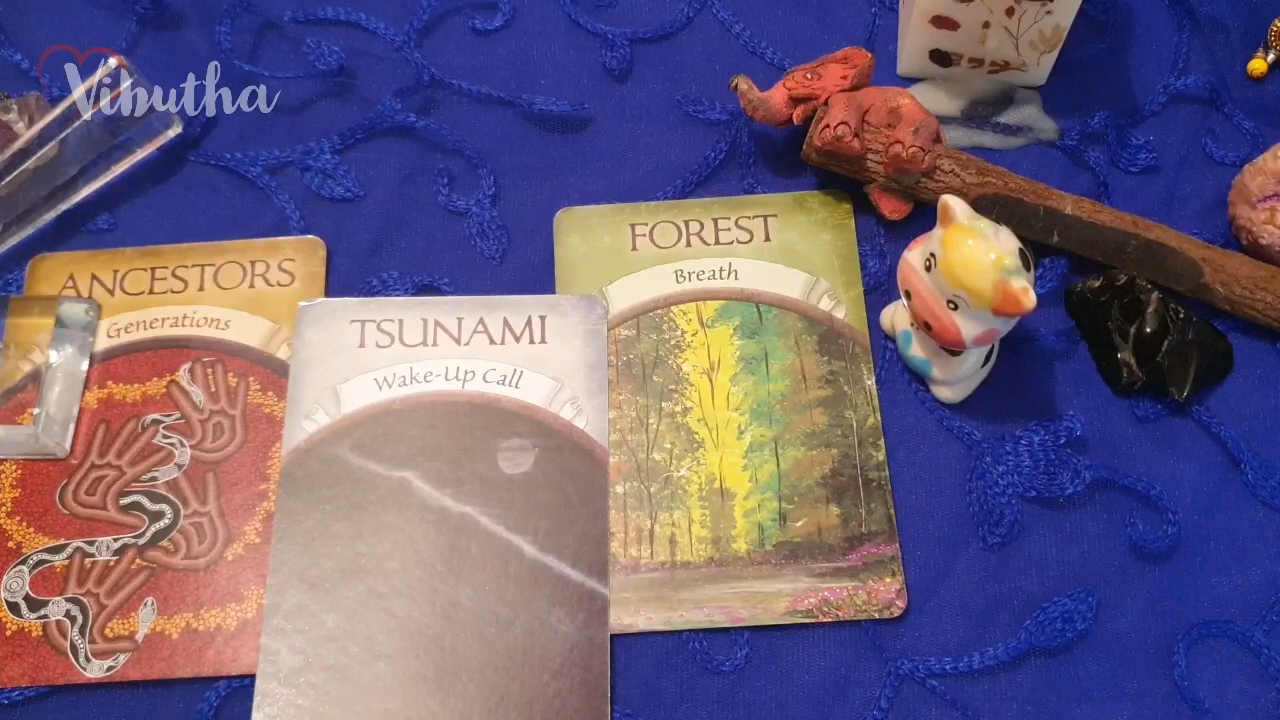 Vibutha
ANCESTORS
Generations
TSUNAMI
Wake-Up Call
FOREST
Breath